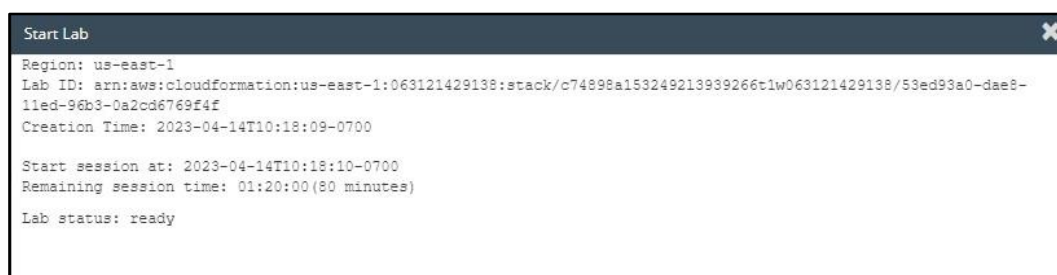 Start Lab
Region: us-east-1
Lab ID: arn:aws:cloudformation:us-east-1:063121429138:stack/c74898a153249213939266t1w063121429138/53ed93a0-dae8-
11ed-96b3-0a2cd6769f4f
Creation Time: 2023-04-14T10:18:09-0700
Start session at: 2023-04-14T10:18:10-0700
Remaining session time: 01:20:00(80 minutes)
Lab status: ready